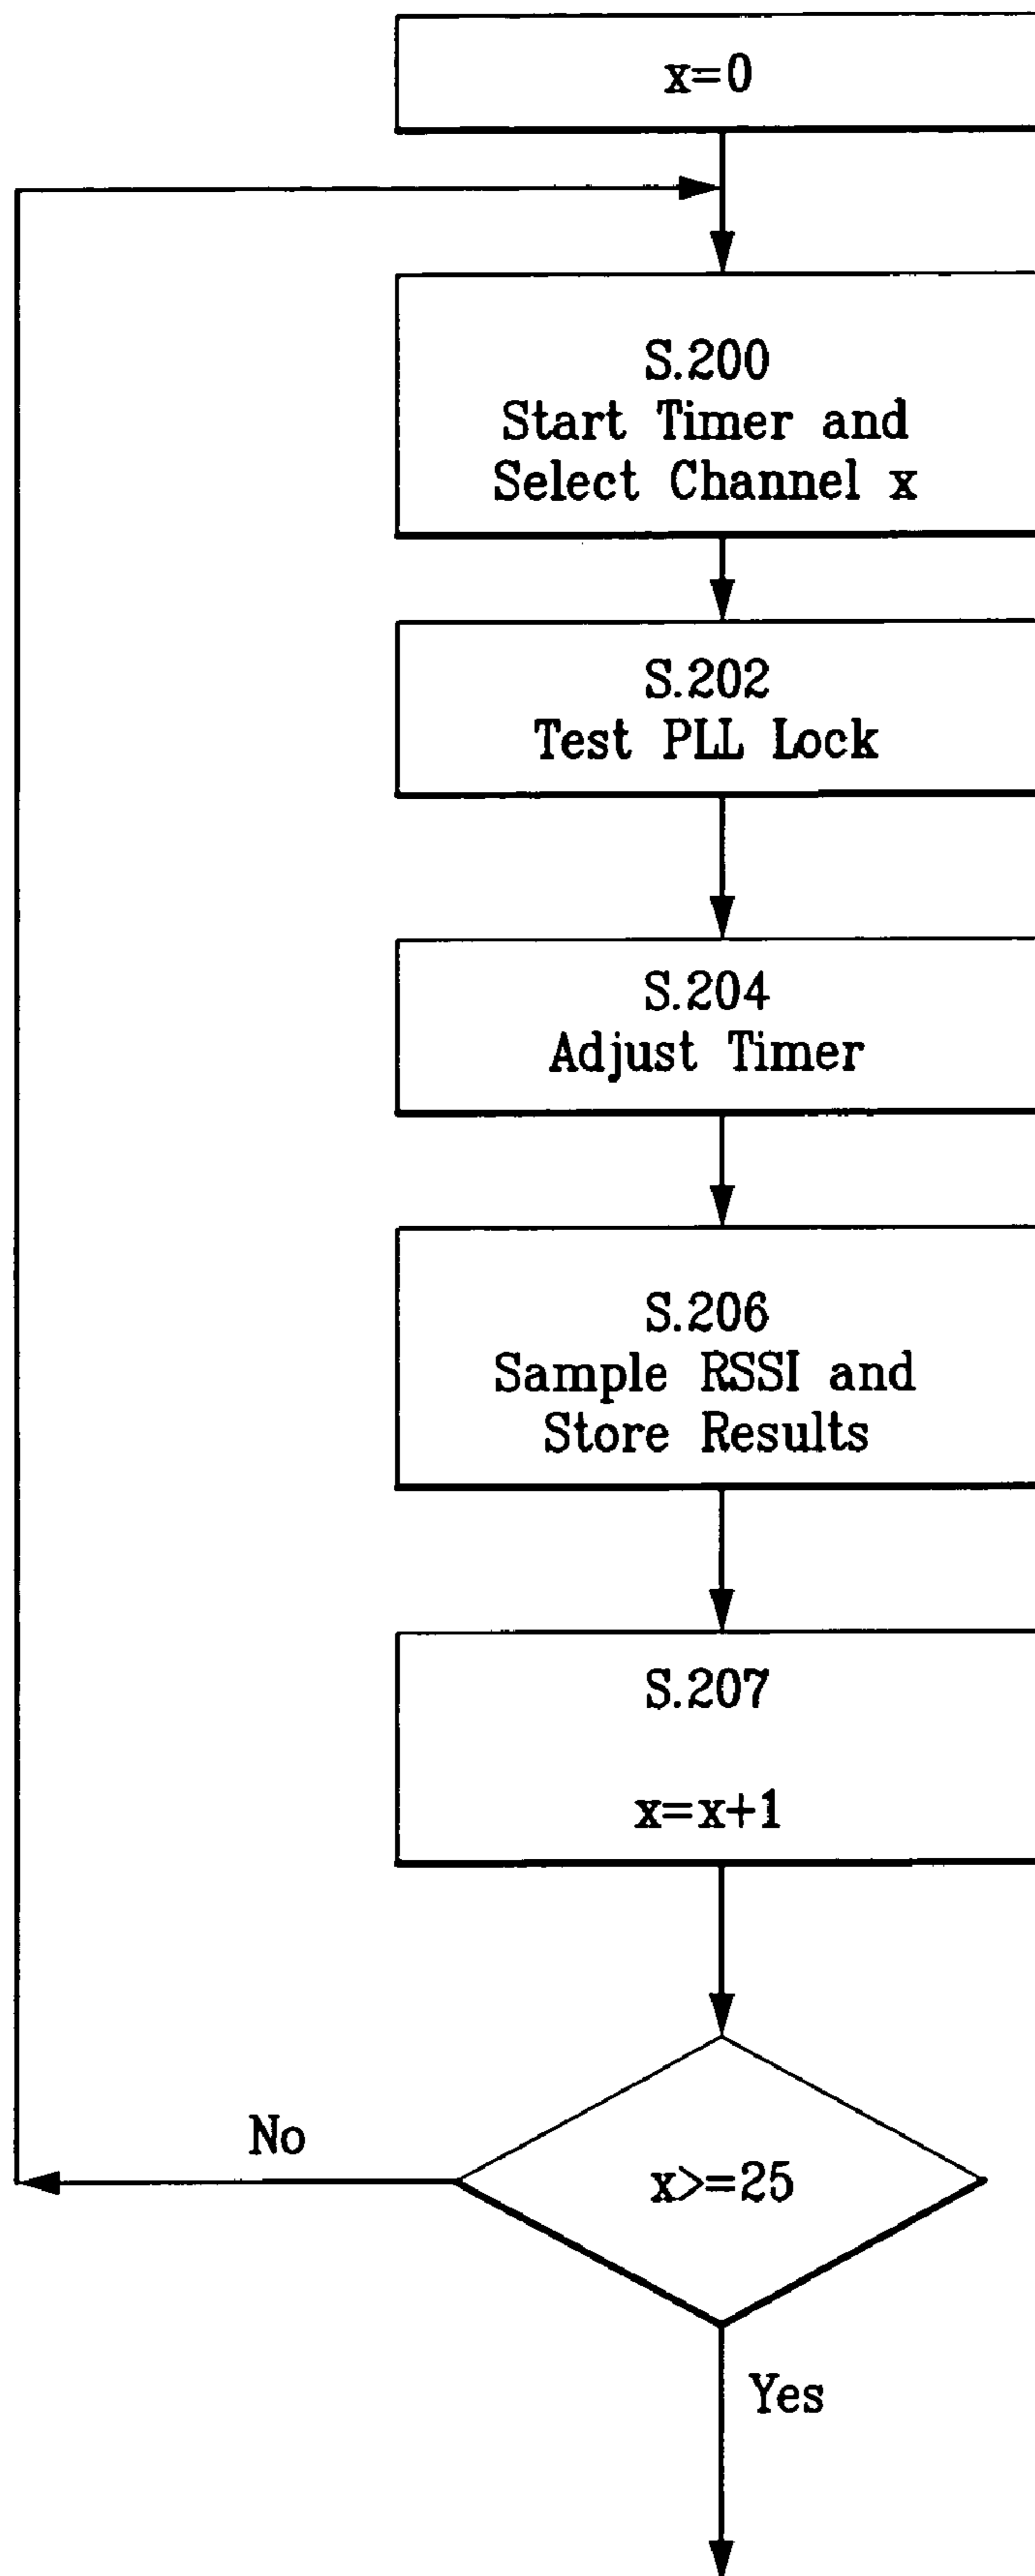 x=0
S.200
Start Timer and
Select Channel x
S.202
Test PLL Lock
S.204
Adjust Timer
S.206
Sample RSSI and
Store Results
S.207
x=x+1
No
x>=25
Yes